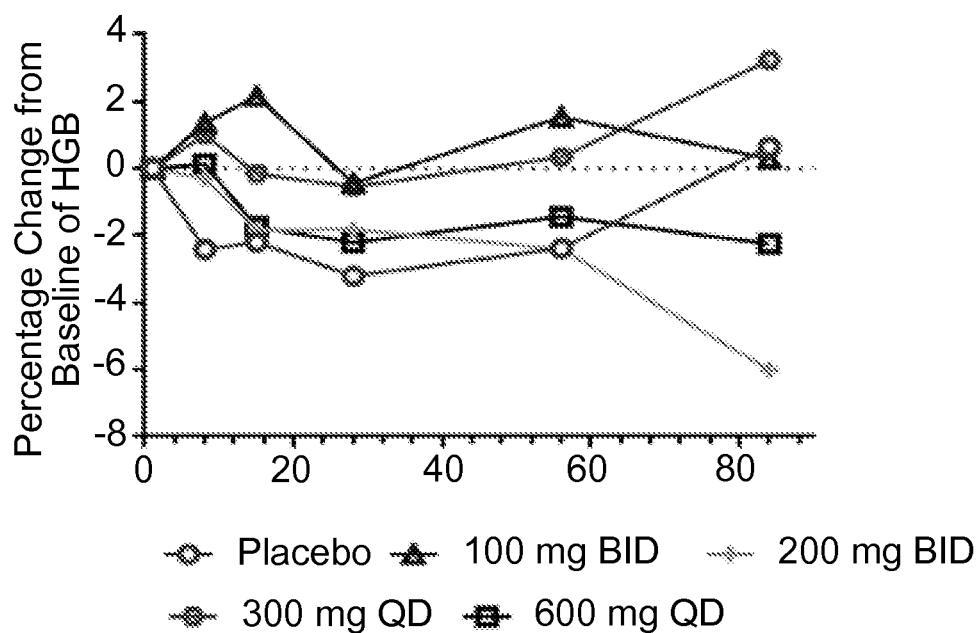 Percentage Change from
Baseline of HGB
4
2
0
-2
-4
-6
-8
0 20 40 60 80
Placebo 100 mg BID 200 mg BID
300 mg QD 600 mg QD